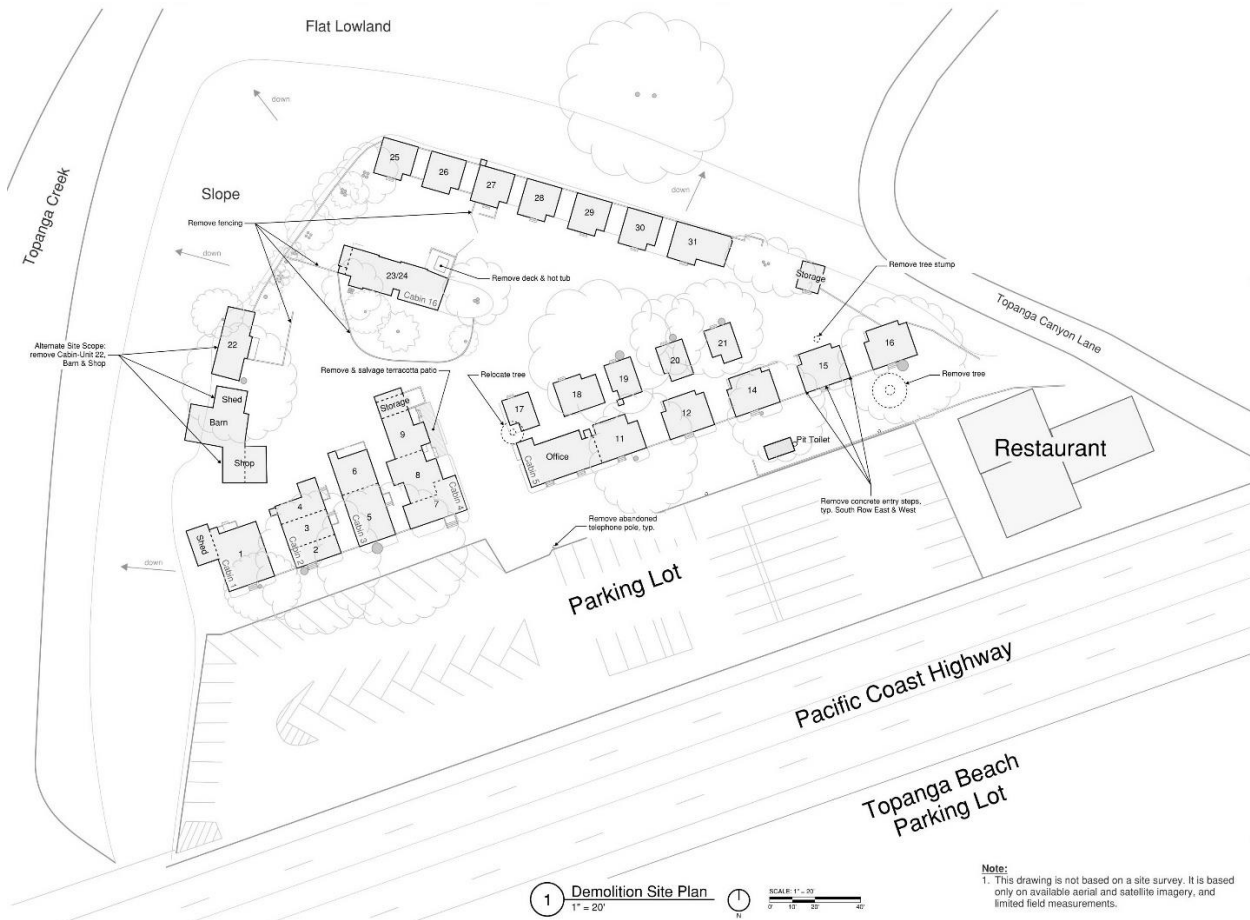 Flat Lowland
down
Topanga Creek
Slope
down
down
Remove fencing
25
26
27
28
29
30
31
23/24
Cabin 16
Remove deck & hot tub
Storage
Remove tree stump
Topanga Canyon Lane
Alternate Site Scope:
remove Cabin-Unit 22,
Barn & Shop
22
Shed
Barn
Shop
Remove & salvage terracotta patio
Relocate tree
17
18
19
20
21
14
15
16
Remove tree
Storage
9
8
7
Cabin 4
6
5
Cabin 3
4
3
2
Cabin 2
Shed
1
Cabin 1
down
Office
Cabin 5
11
12
Pit Toilet
Restaurant
Remove concrete entry steps,
typ. South Row East & West
Remove abandoned
telephone pole, typ.
Parking Lot
Pacific Coast Highway
Topanga Beach
Parking Lot
1
Demolition Site Plan
1" = 20'
N
SCALE: 1" = 20'
0' 10' 20' 40'
Note:
1. This drawing is not based on a site survey. It is based
only on available aerial and satellite imagery, and
limited field measurements.